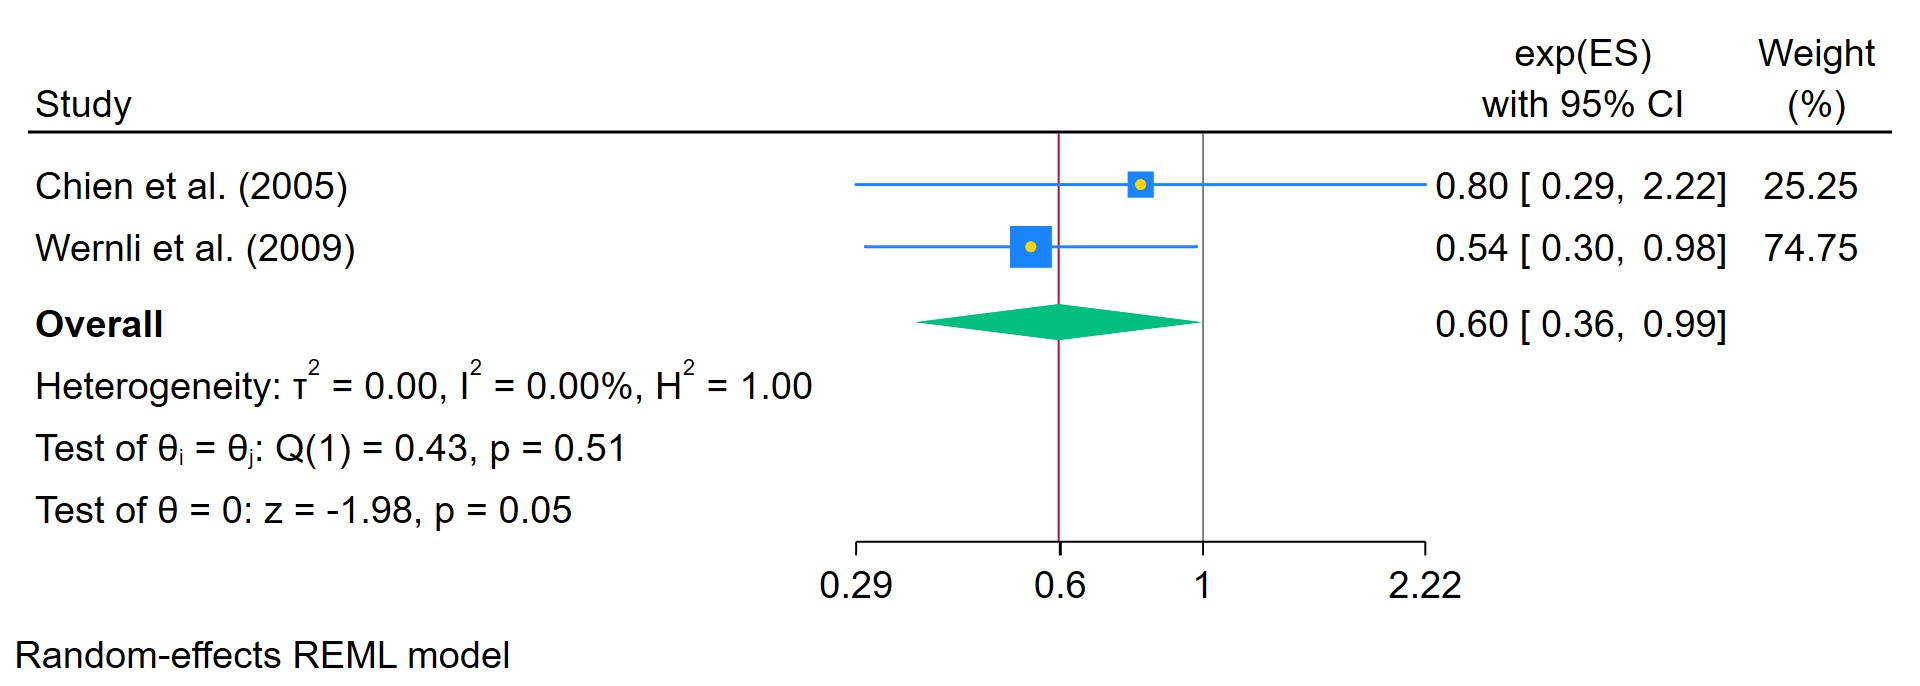 Study exp(ES) with 95% CI Weight (%)
Chien et al. (2005) 0.80 [ 0.29, 2.22] 25.25
Wernli et al. (2009) 0.54 [ 0.30, 0.98] 74.75
Overall 0.60 [ 0.36, 0.99]
Heterogeneity: τ² = 0.00, I² = 0.00%, H² = 1.00
Test of θᵢ = θⱼ: Q(1) = 0.43, p = 0.51
Test of θ = 0: z = -1.98, p = 0.05
0.29 0.6 1 2.22
Random-effects REML model